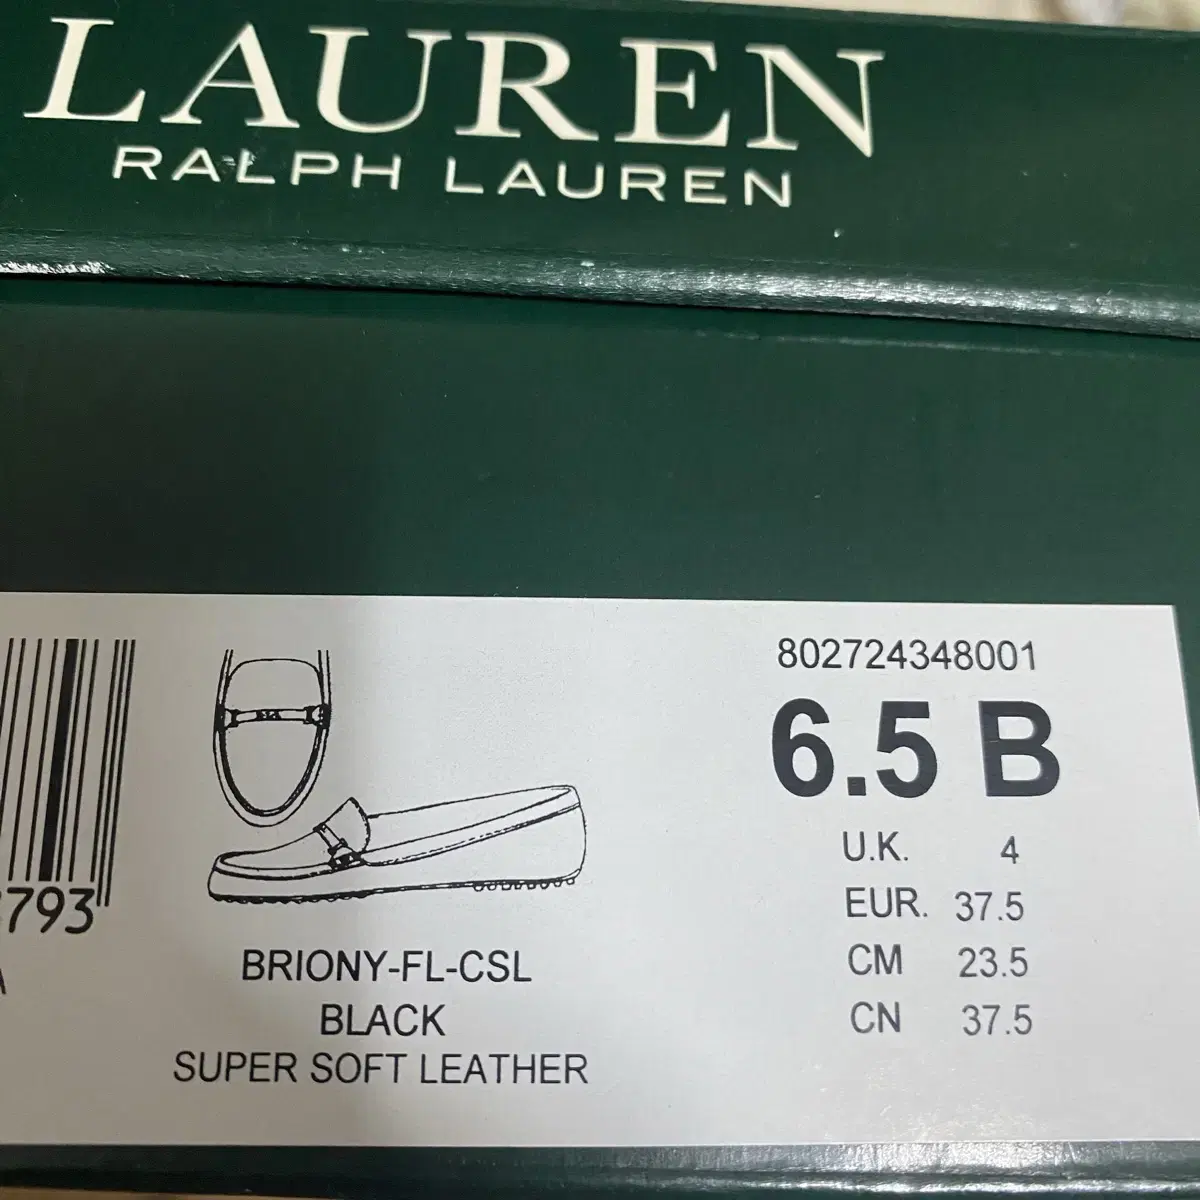 LAUREN
RALPH LAUREN
802724348001
6.5 B
U.K. 4
EUR. 37.5
CM 23.5
CN 37.5
793
BRIONY-FL-CSL
BLACK
SUPER SOFT LEATHER